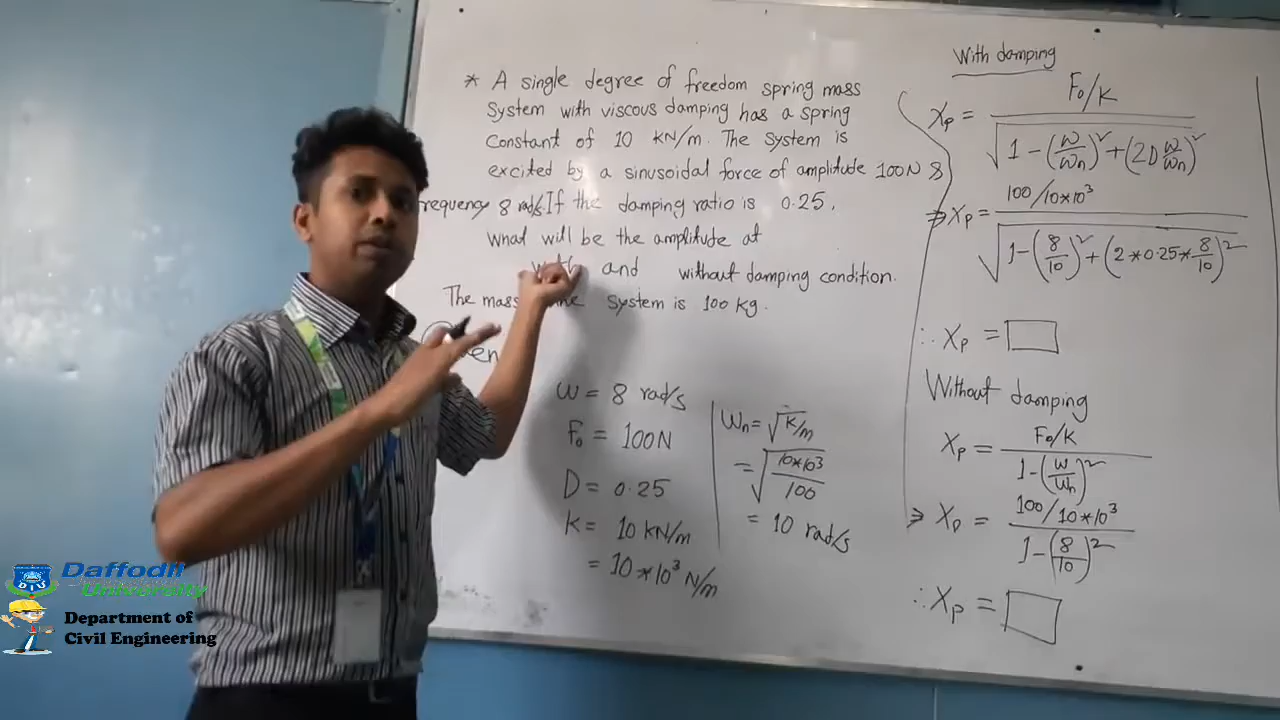 * A single degree of freedom spring mass
System with viscous damping has a spring
Constant of 10 KN/m. The system is
excited by a sinusoidal force of amplitude 100N &
requency 8 rad/s If the damping ratio is 0.25.
What will be the amplitude at
and without damping condition.
The mass System is 100 kg.
ω = 8 rad/s
F₀ = 100N
D = 0.25
K = 10 KN/m
= 10*10³ N/m
ωn = √K/m
= √10*10³/100
= 10 rad/s
With damping
Xp = F₀/K / √1-(ω/ωn)²+(2D ω/ωn)²
⇒ Xp = 100/10*10³ / √1-(8/10)²+(2*0.25*8/10)²
∴ Xp = □
Without damping
Xp = F₀/K / 1-(ω/ωn)²
⇒ Xp = 100/10*10³ / 1-(8/10)²
∴ Xp = □
Daffodil
University
Department of
Civil Engineering